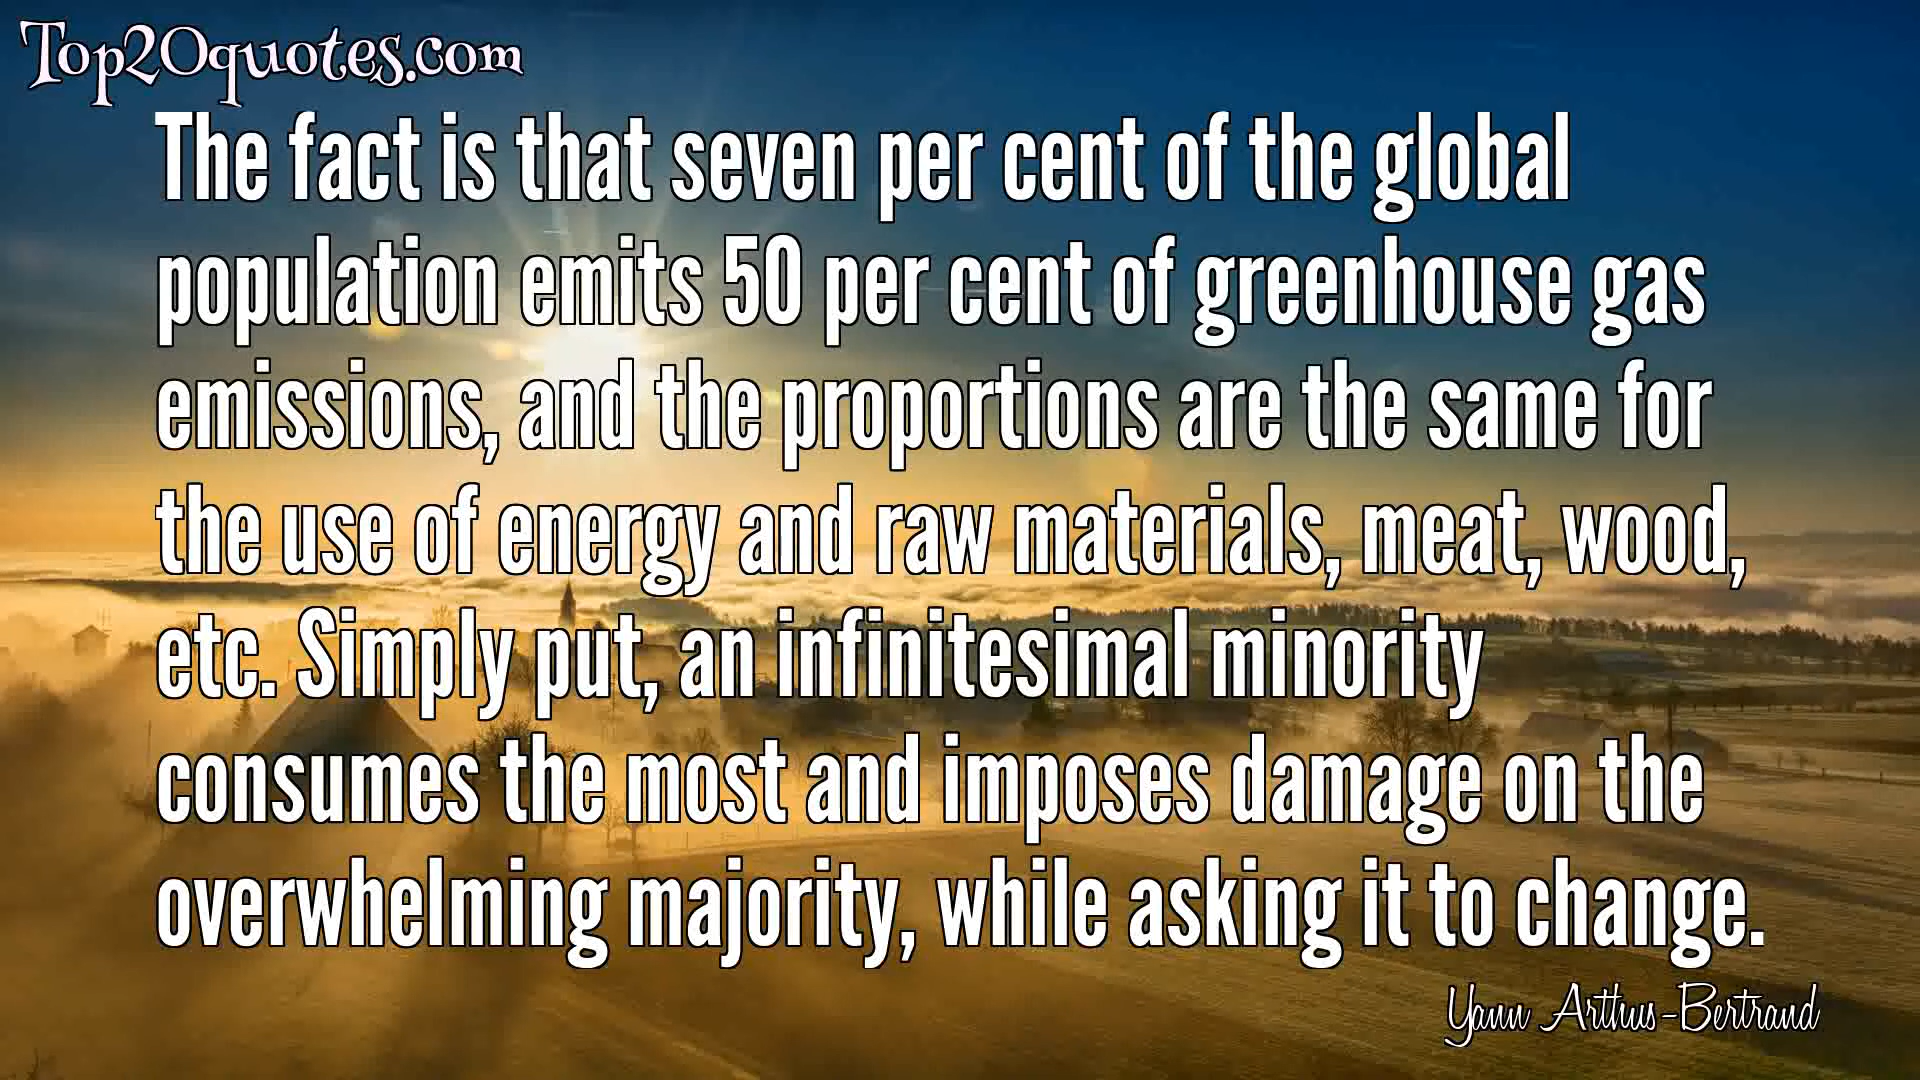 Top20quotes.com
The fact is that seven per cent of the global
population emits 50 per cent of greenhouse gas
emissions, and the proportions are the same for
the use of energy and raw materials, meat, wood,
etc. Simply put, an infinitesimal minority
consumes the most and imposes damage on the
overwhelming majority, while asking it to change.
Yann Arthus-Bertrand